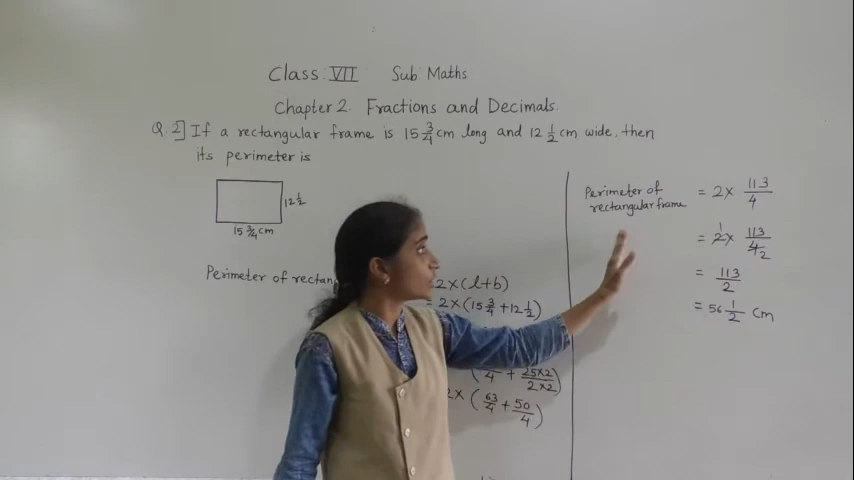 Class VII Sub Maths
Chapter 2. Fractions and Decimals.
Q.2] If a rectangular frame is 15 3/4 cm long and 12 1/2 cm wide, then
its perimeter is
12 1/2
15 3/4 cm
Perimeter of 2×(l+b)
= 2×(15 3/4 + 12 1/2)
/4 + 25×2/2×2)
2×(63/4 + 50/4)
Perimeter of
rectangular frame = 2× 113/4
= 2× 113/4 1 2
= 113/2
= 56 1/2 Cm